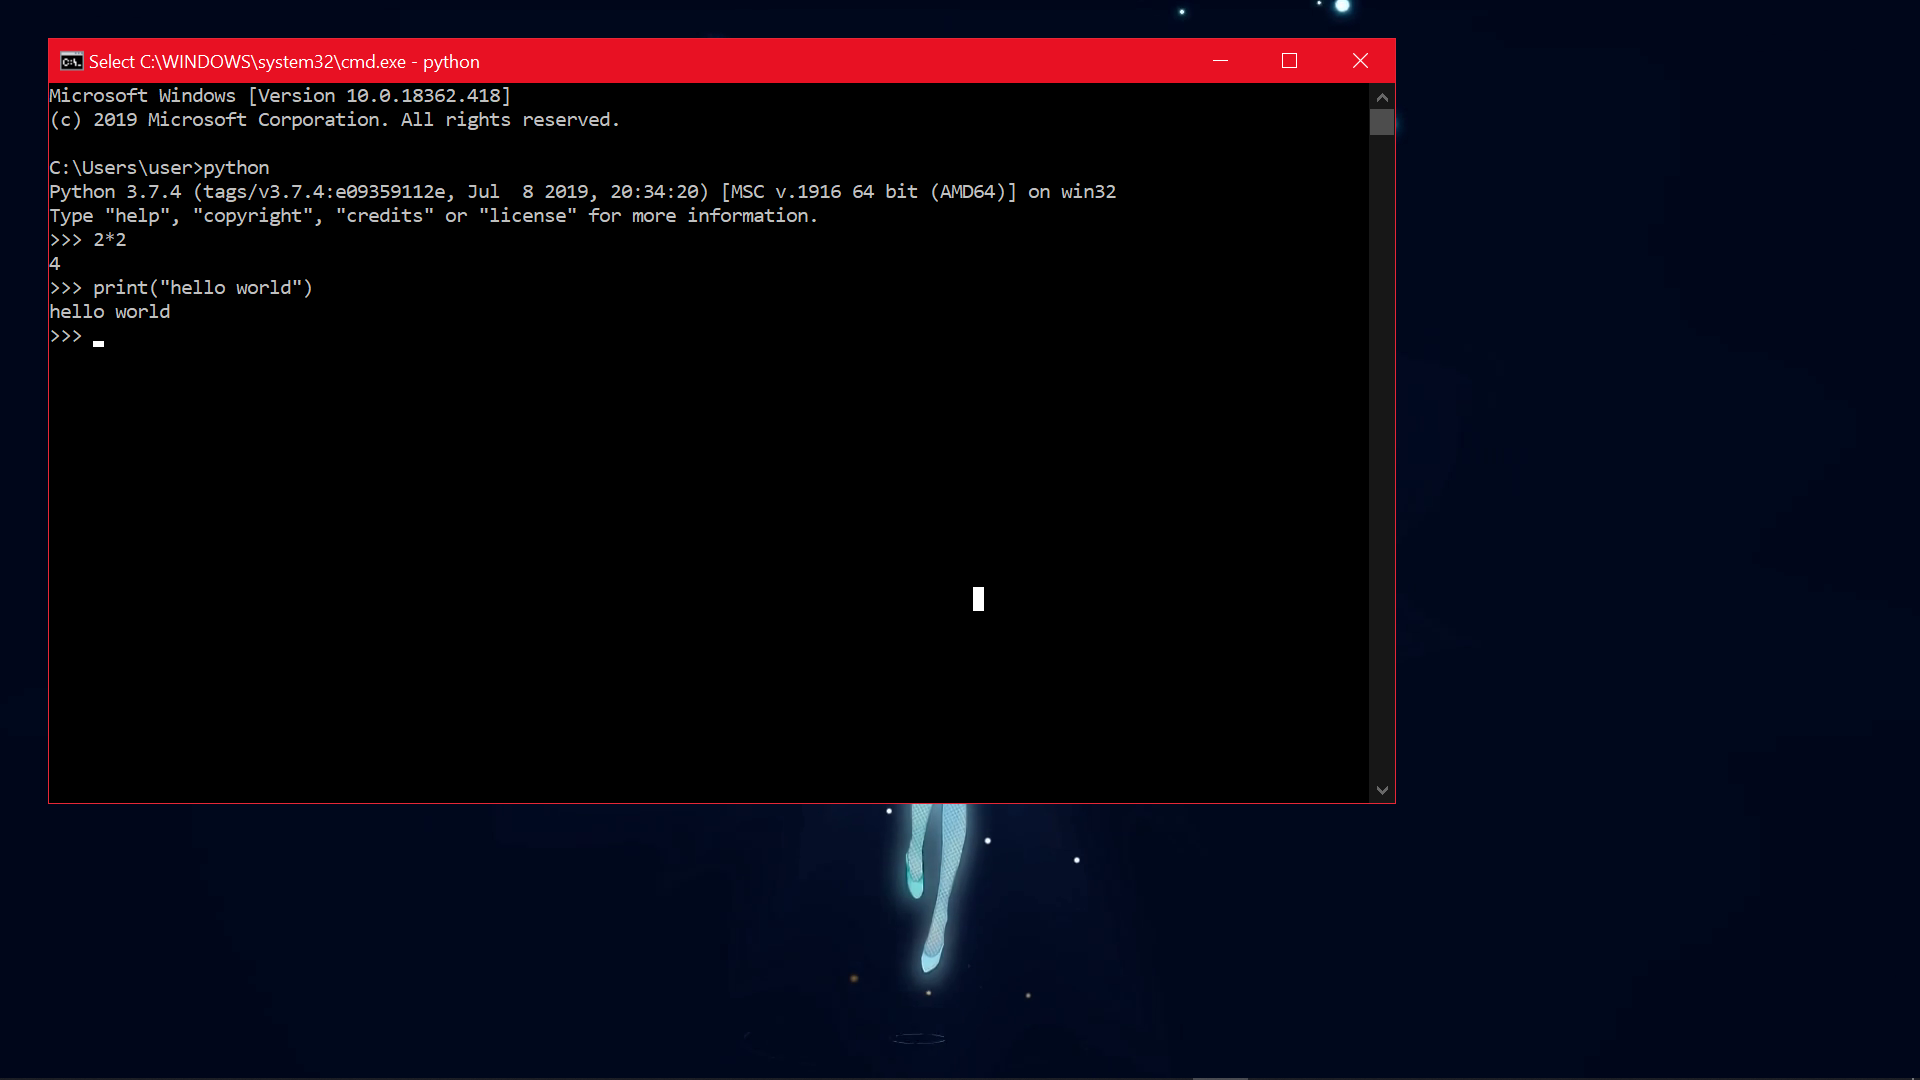 Select C:\WINDOWS\system32\cmd.exe - python
Microsoft Windows [Version 10.0.18362.418]
(c) 2019 Microsoft Corporation. All rights reserved.
C:\Users\user>python
Python 3.7.4 (tags/v3.7.4:e09359112e, Jul  8 2019, 20:34:20) [MSC v.1916 64 bit (AMD64)] on win32
Type "help", "copyright", "credits" or "license" for more information.
>>> 2*2
4
>>> print("hello world")
hello world
>>>